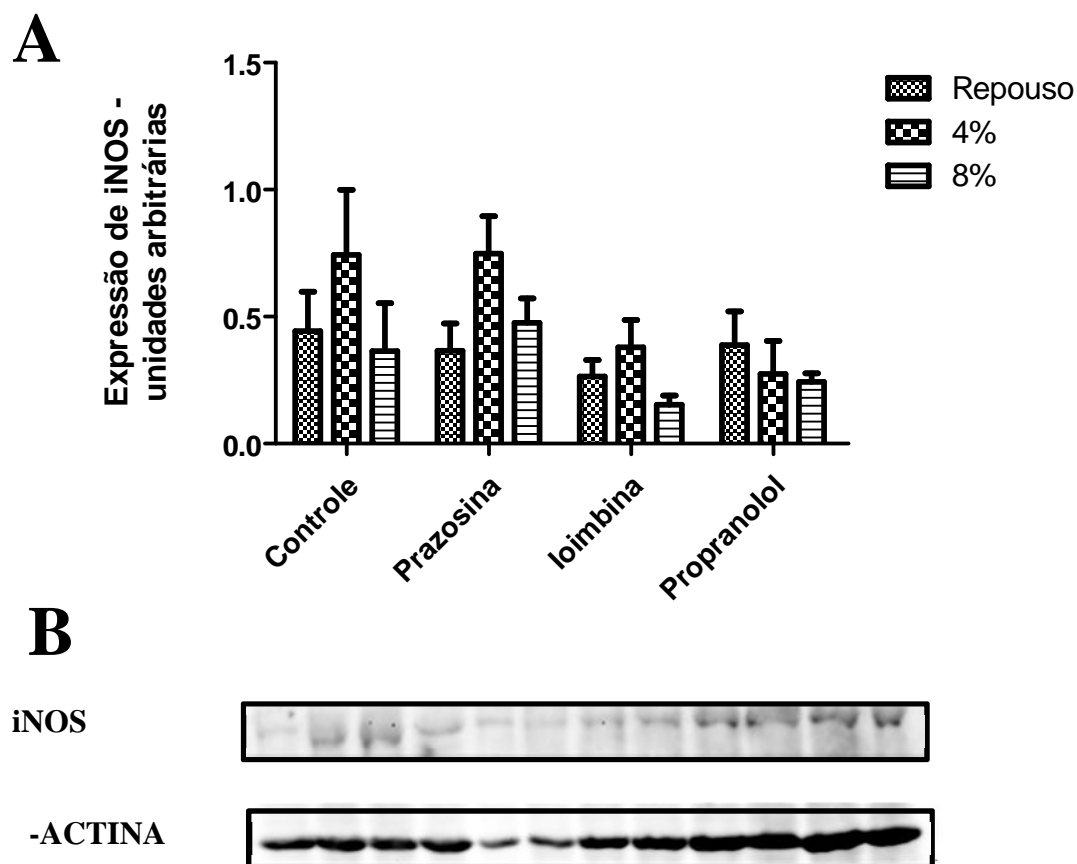 A
Expressão de iNOS -
unidades arbitrárias
1.5
1.0
0.5
0.0
Repouso
4%
8%
Controle
Prazosina
Ioimbina
Propranolol
B
iNOS
-ACTINA